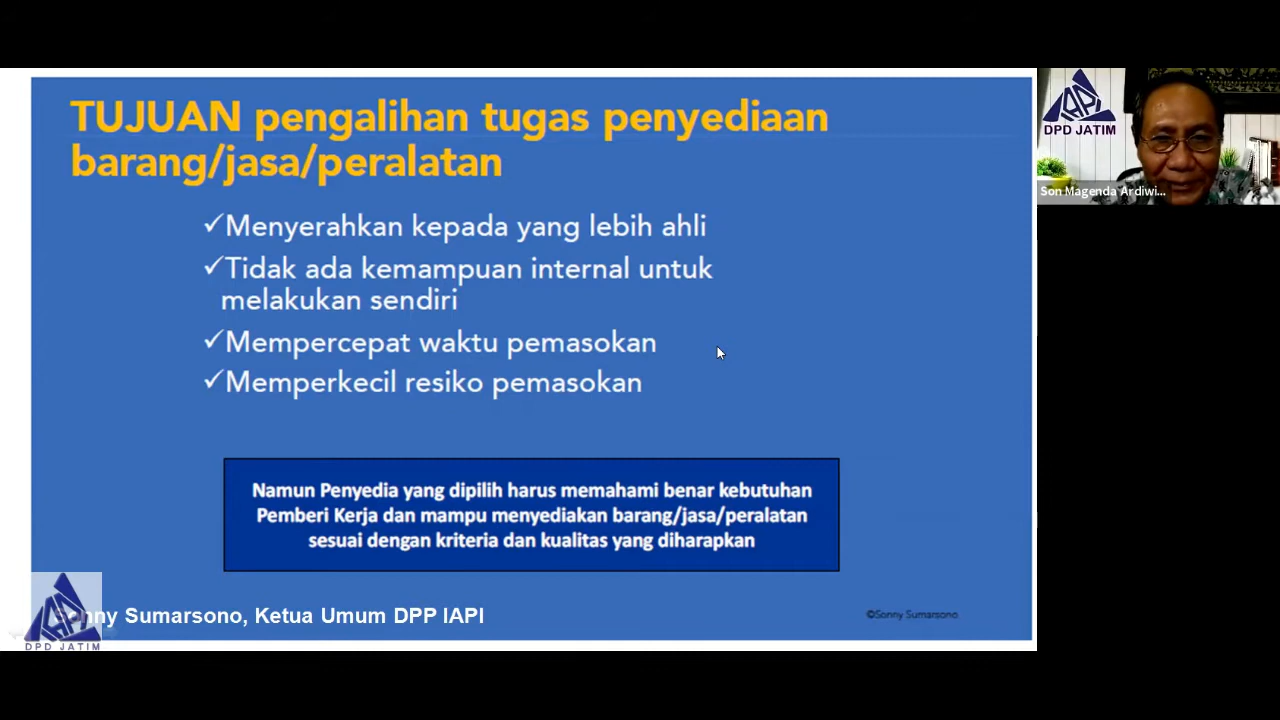 TUJUAN pengalihan tugas penyediaan
barang/jasa/peralatan
✓Menyerahkan kepada yang lebih ahli
✓Tidak ada kemampuan internal untuk
melakukan sendiri
✓Mempercepat waktu pemasokan
✓Memperkecil resiko pemasokan
Namun Penyedia yang dipilih harus memahami benar kebutuhan
Pemberi Kerja dan mampu menyediakan barang/jasa/peralatan
sesuai dengan kriteria dan kualitas yang diharapkan
Sonny Sumarsono, Ketua Umum DPP IAPI
©Sonny Sumarsono
IAPI
DPD JATIM
IAPI
DPD JATIM
Son Magenda Ardiwi...